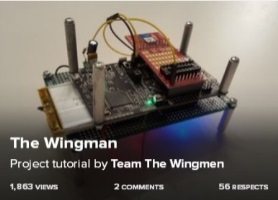 The Wingman
Project tutorial by Team The Wingmen
1,863 VIEWS 2 COMMENTS 56 RESPECTS